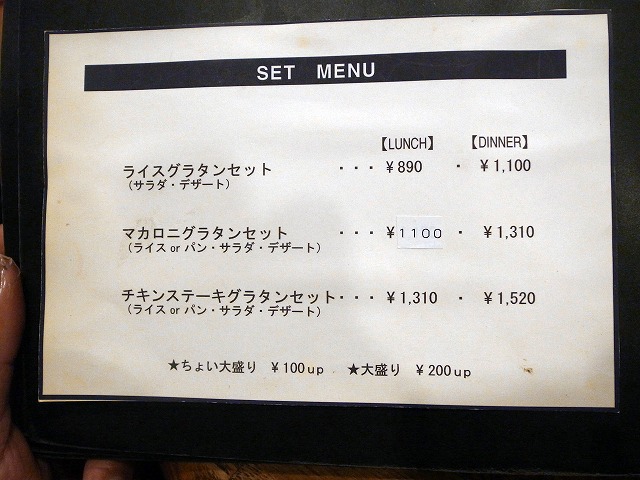 SET MENU
【LUNCH】 【DINNER】
ライスグラタンセット ・・・ ¥890 ・ ¥1,100
（サラダ・デザート）
マカロニグラタンセット ・・・ ¥1100 ・ ¥1,310
（ライス or パン・サラダ・デザート）
チキンステーキグラタンセット・・・ ¥1,310 ・ ¥1,520
（ライス or パン・サラダ・デザート）
★ちょい大盛り ¥100up ★大盛り ¥200up